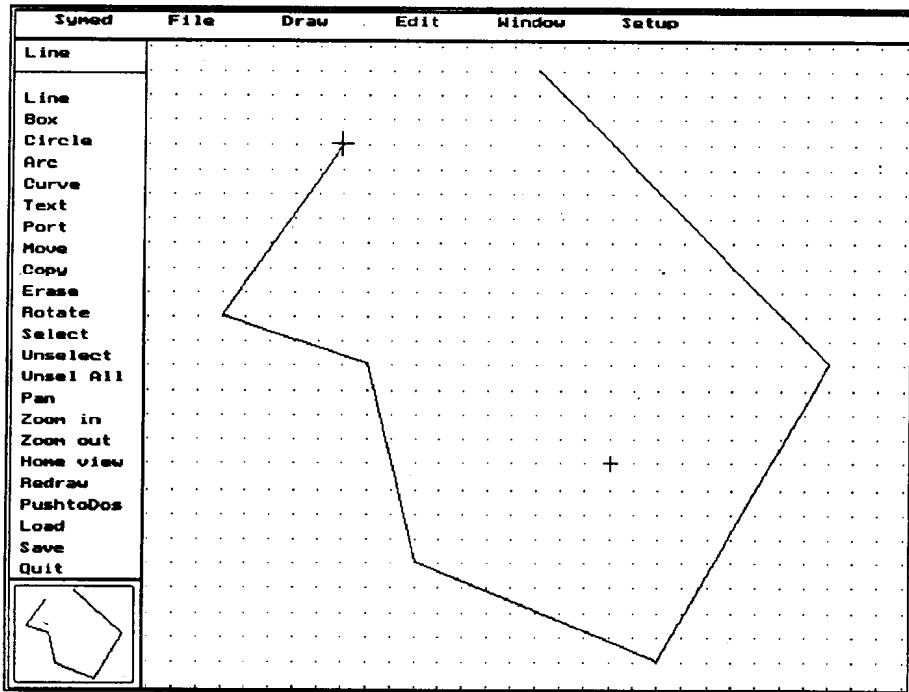 Symed File Draw Edit Window Setup
Line
Line
Box
Circle
Arc
Curve
Text
Port
Move
Copy
Erase
Rotate
Select
Unselect
Unsel All
Pan
Zoom in
Zoom out
Home view
Redraw
PushtoDos
Load
Save
Quit